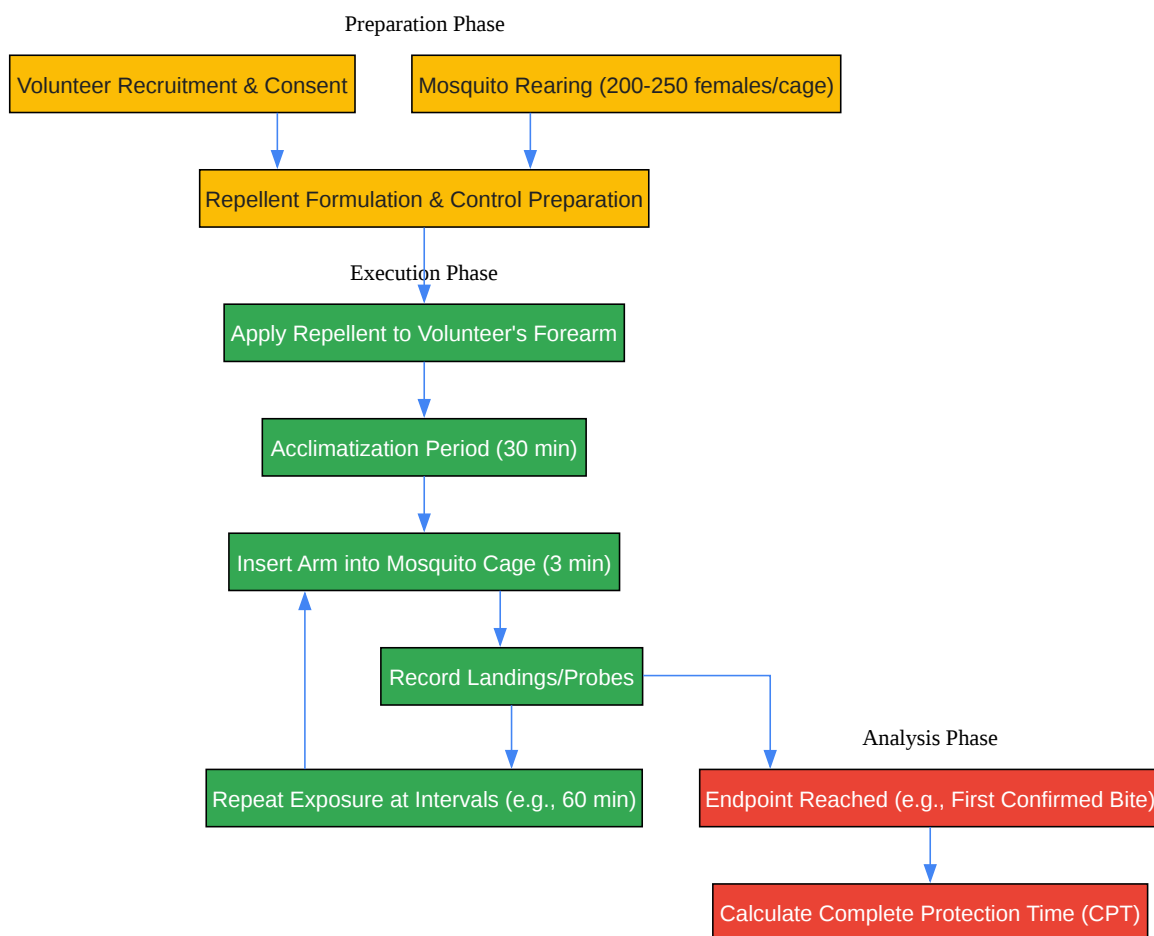 Preparation Phase
Volunteer Recruitment & Consent
Mosquito Rearing (200-250 females/cage)
Repellent Formulation & Control Preparation
Execution Phase
Apply Repellent to Volunteer's Forearm
Acclimatization Period (30 min)
Insert Arm into Mosquito Cage (3 min)
Record Landings/Probes
Repeat Exposure at Intervals (e.g., 60 min)
Analysis Phase
Endpoint Reached (e.g., First Confirmed Bite)
Calculate Complete Protection Time (CPT)